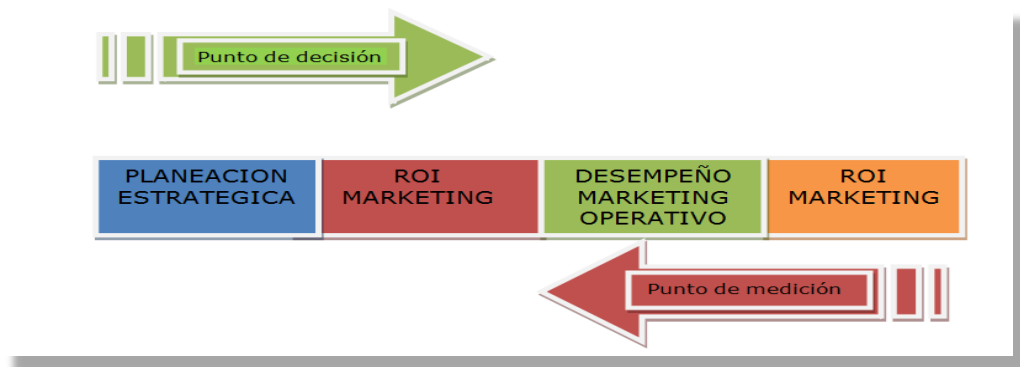 Punto de decisión
PLANEACION
ESTRATEGICA
ROI
MARKETING
DESEMPEÑO
MARKETING
OPERATIVO
ROI
MARKETING
Punto de medición